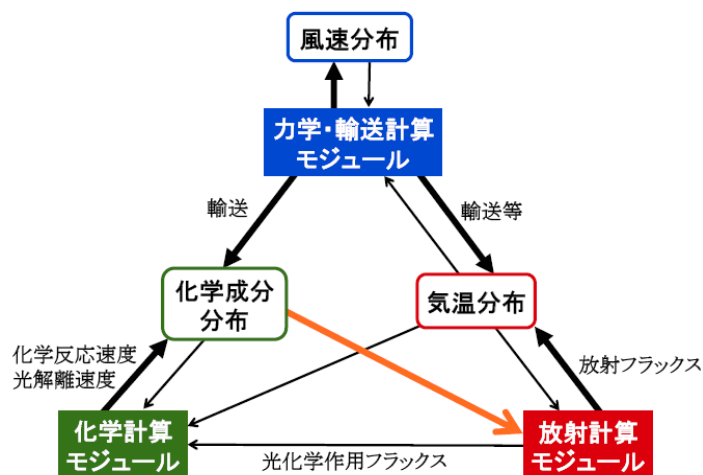 風速分布
力学・輸送計算
モジュール
輸送
輸送等
化学成分
分布
気温分布
化学反応速度
光解離速度
放射フラックス
化学計算
モジュール
光化学作用フラックス
放射計算
モジュール